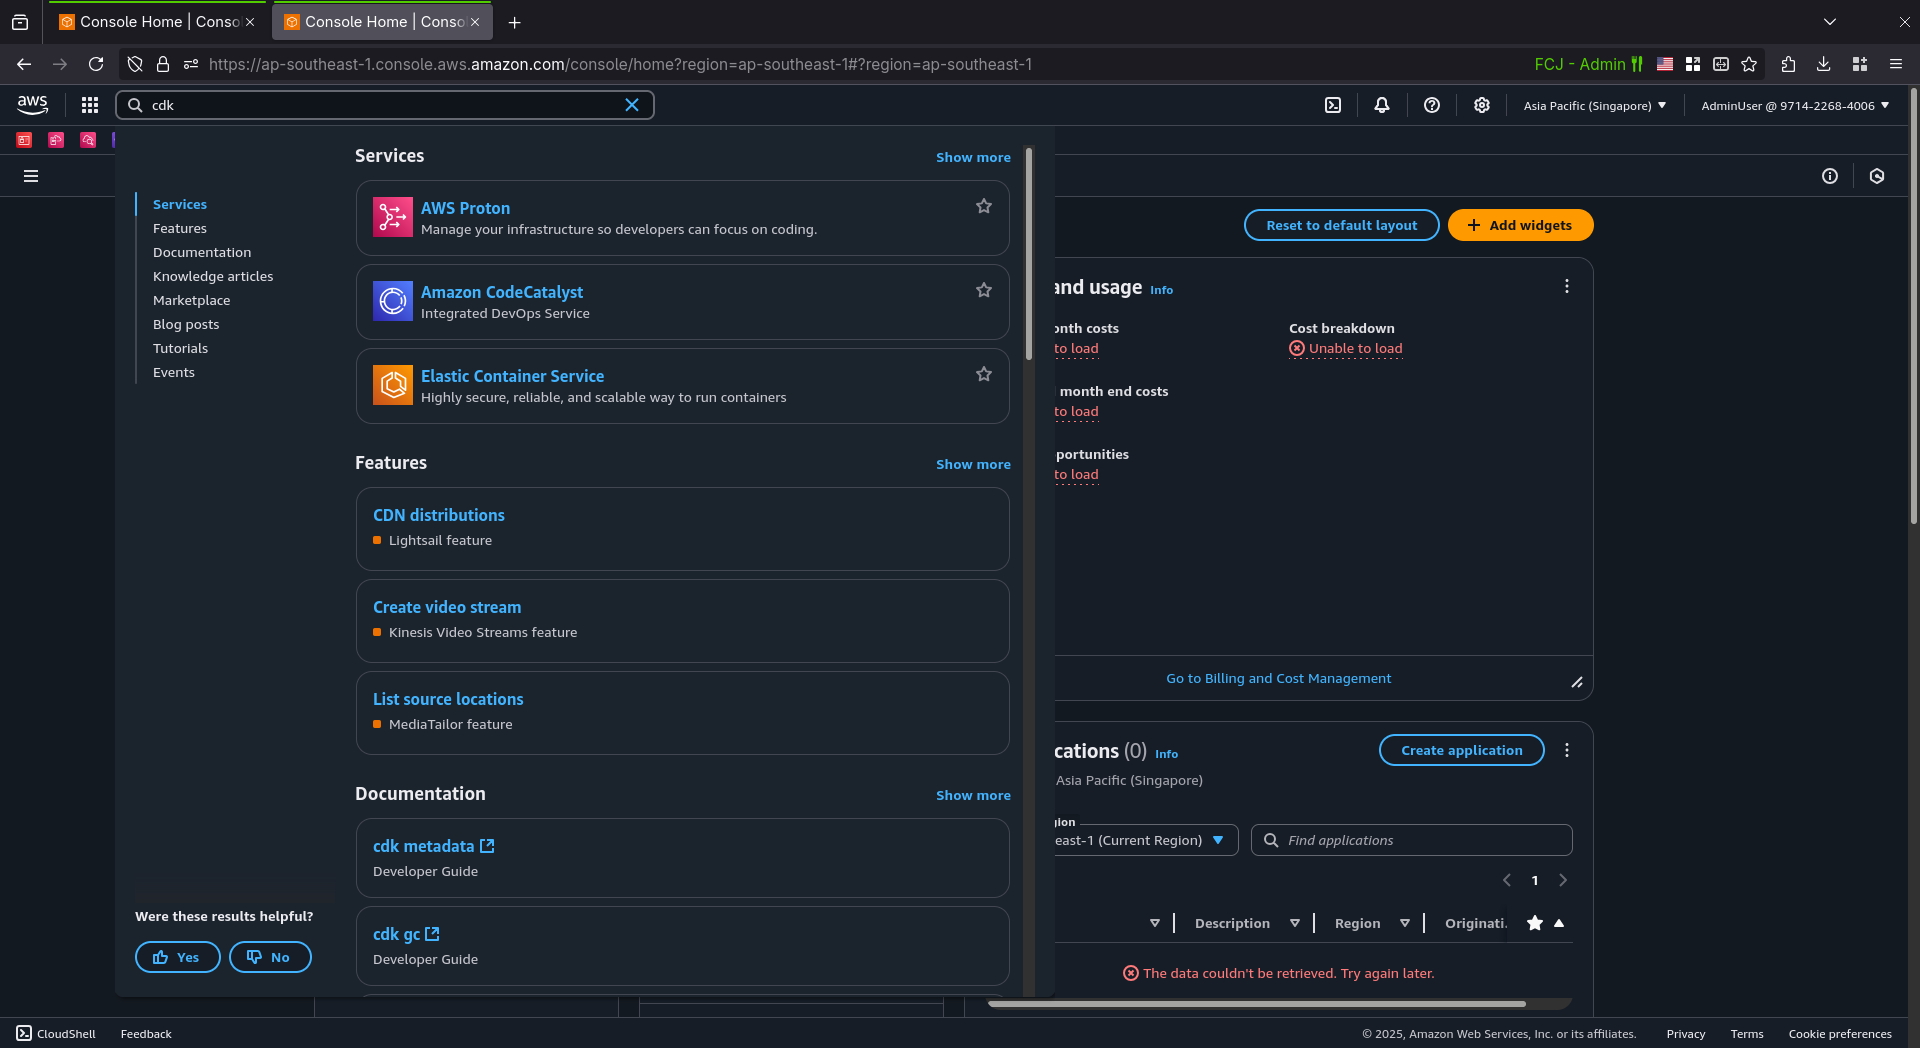 Console Home | Conso
Console Home | Conso
https://ap-southeast-1.console.aws.amazon.com/console/home?region=ap-southeast-1#?region=ap-southeast-1
FCJ - Admin
aws
cdk
Asia Pacific (Singapore)
AdminUser @ 9714-2268-4006
Services
Features
Documentation
Knowledge articles
Marketplace
Blog posts
Tutorials
Events
Services
Show more
AWS Proton
Manage your infrastructure so developers can focus on coding.
Amazon CodeCatalyst
Integrated DevOps Service
Elastic Container Service
Highly secure, reliable, and scalable way to run containers
Features
Show more
CDN distributions
Lightsail feature
Create video stream
Kinesis Video Streams feature
List source locations
MediaTailor feature
Documentation
Show more
cdk metadata
Developer Guide
cdk gc
Developer Guide
Were these results helpful?
Yes
No
Reset to default layout
Add widgets
and usage Info
onth costs
to load
Cost breakdown
Unable to load
month end costs
to load
portunities
to load
Go to Billing and Cost Management
cations (0) Info
Create application
Asia Pacific (Singapore)
gion
east-1 (Current Region)
Find applications
1
Description
Region
Originati.
The data couldn't be retrieved. Try again later.
CloudShell
Feedback
© 2025, Amazon Web Services, Inc. or its affiliates.
Privacy
Terms
Cookie preferences